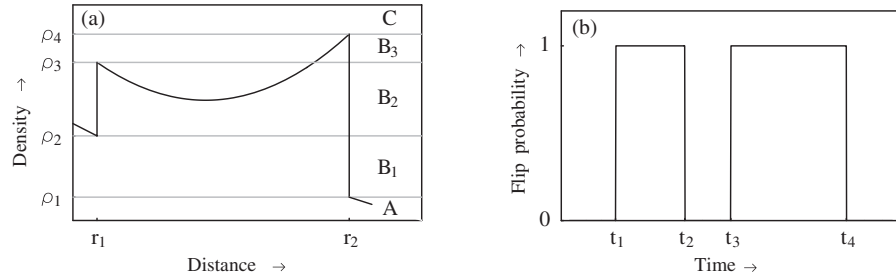 (a)
C
ρ₄
B₃
ρ₃
B₂
ρ₂
B₁
ρ₁
A
Density →
r₁
r₂
Distance →
(b)
1
0
Flip probability →
t₁
t₂
t₃
t₄
Time →